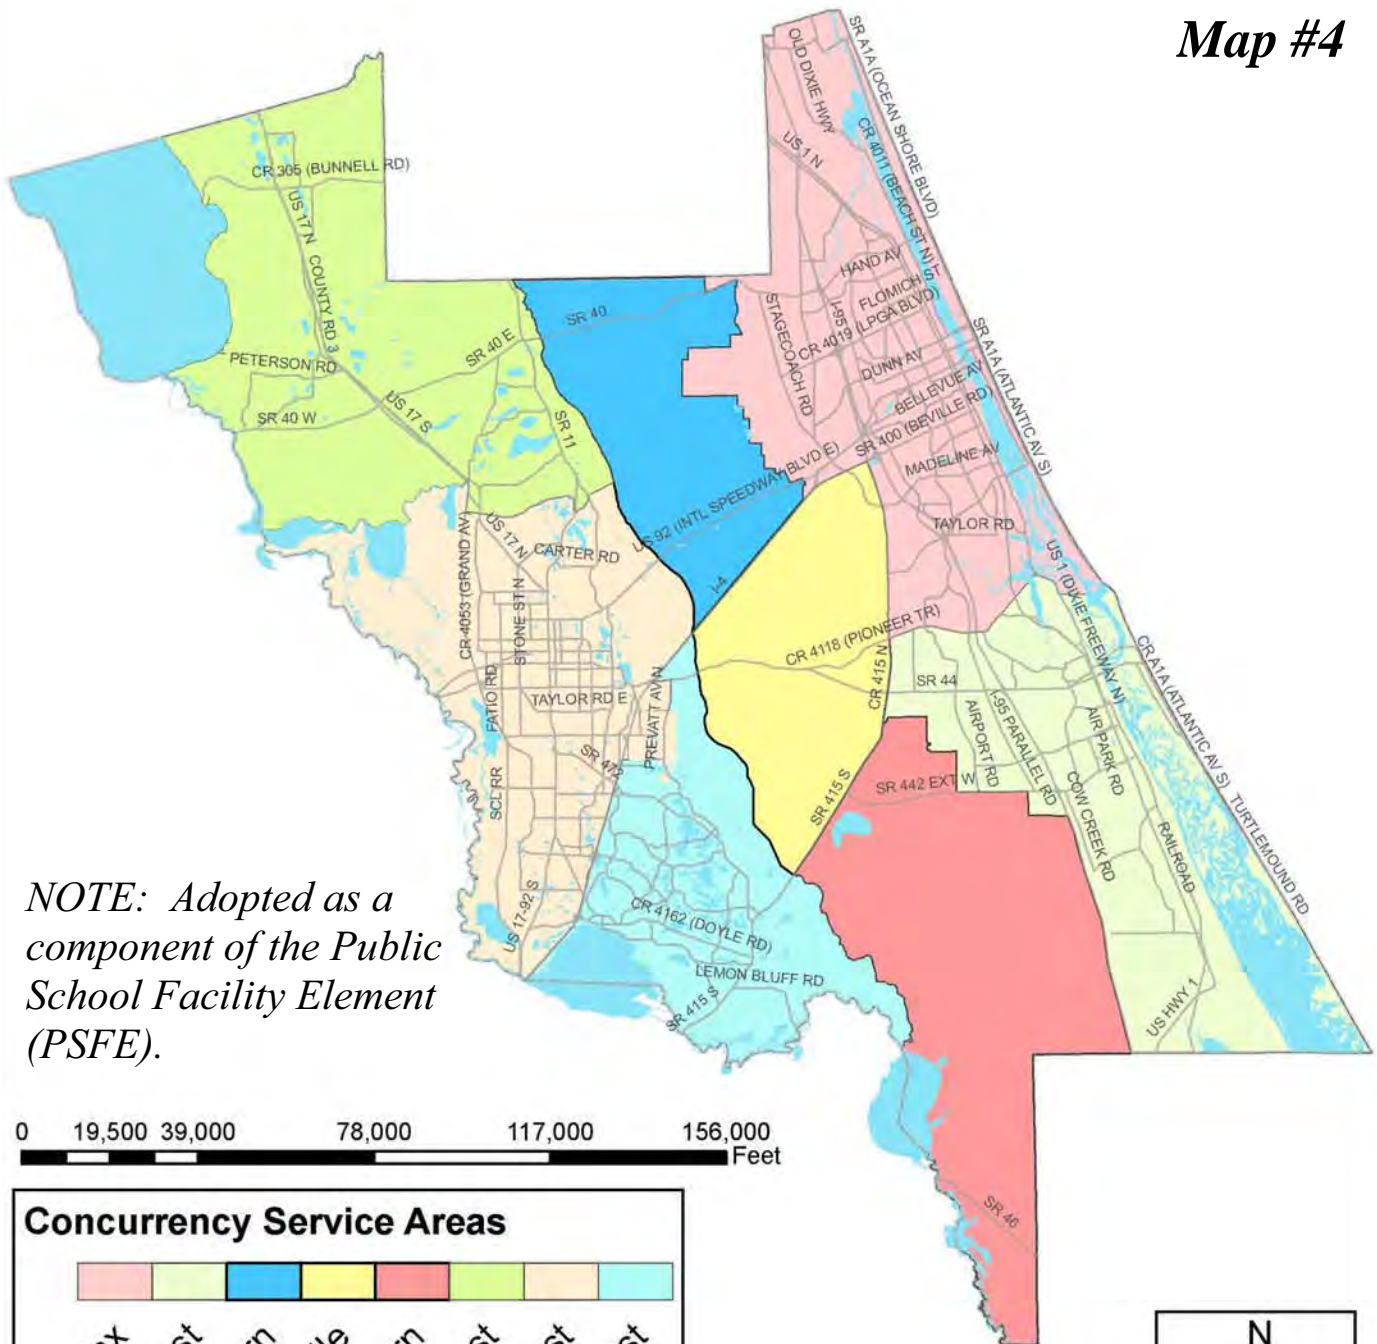 Map #4
OLD DIXIE HWY
SR A1A (OCEAN SHORE BLVD)
CR 4011 (BEACH ST N)
US 1 N
CR 305 (BUNNELL RD)
US 17 N
COUNTY RD 3
HAND AV
FLOMICH ST
I-95
CR 4019 (LPGA BLVD)
STAGECOACH RD
SR 40
SR 40 E
PETERSON RD
SR A1A (ATLANTIC AV S)
DUNN AV
BELLEVUE AV
SR 400 (BEVILLE RD)
SR 40 W
US 17 S
SR 11
MADELINE AV
US 92 (INTL SPEEDWAY BLVD E)
TAYLOR RD
CR 4053 (GRAND AV)
US 17 N
CARTER RD
US 1 (DIXIE FREEWAY N)
I-4
STONE ST N
CR 4118 (PIONEER TR)
CR A1A (ATLANTIC AV S)
CR 415 N
SR 44
FATIO RD
TAYLOR RD E
PREVATT AV N
AIRPORT RD
I-95 PARALLEL RD
AIR PARK RD
SR 472
SCL RR
SR 415 S
SR 442 EXT W
COW CREEK RD
TURTLEMOUND RD
RAILROAD
US 17-92 S
CR 4162 (DOYLE RD)
LEMON BLUFF RD
SR 415 S
US HWY 1
SR 46
NOTE: Adopted as a
component of the Public
School Facility Element
(PSFE).
0 19,500 39,000 78,000 117,000 156,000
Feet
Concurrency Service Areas
N